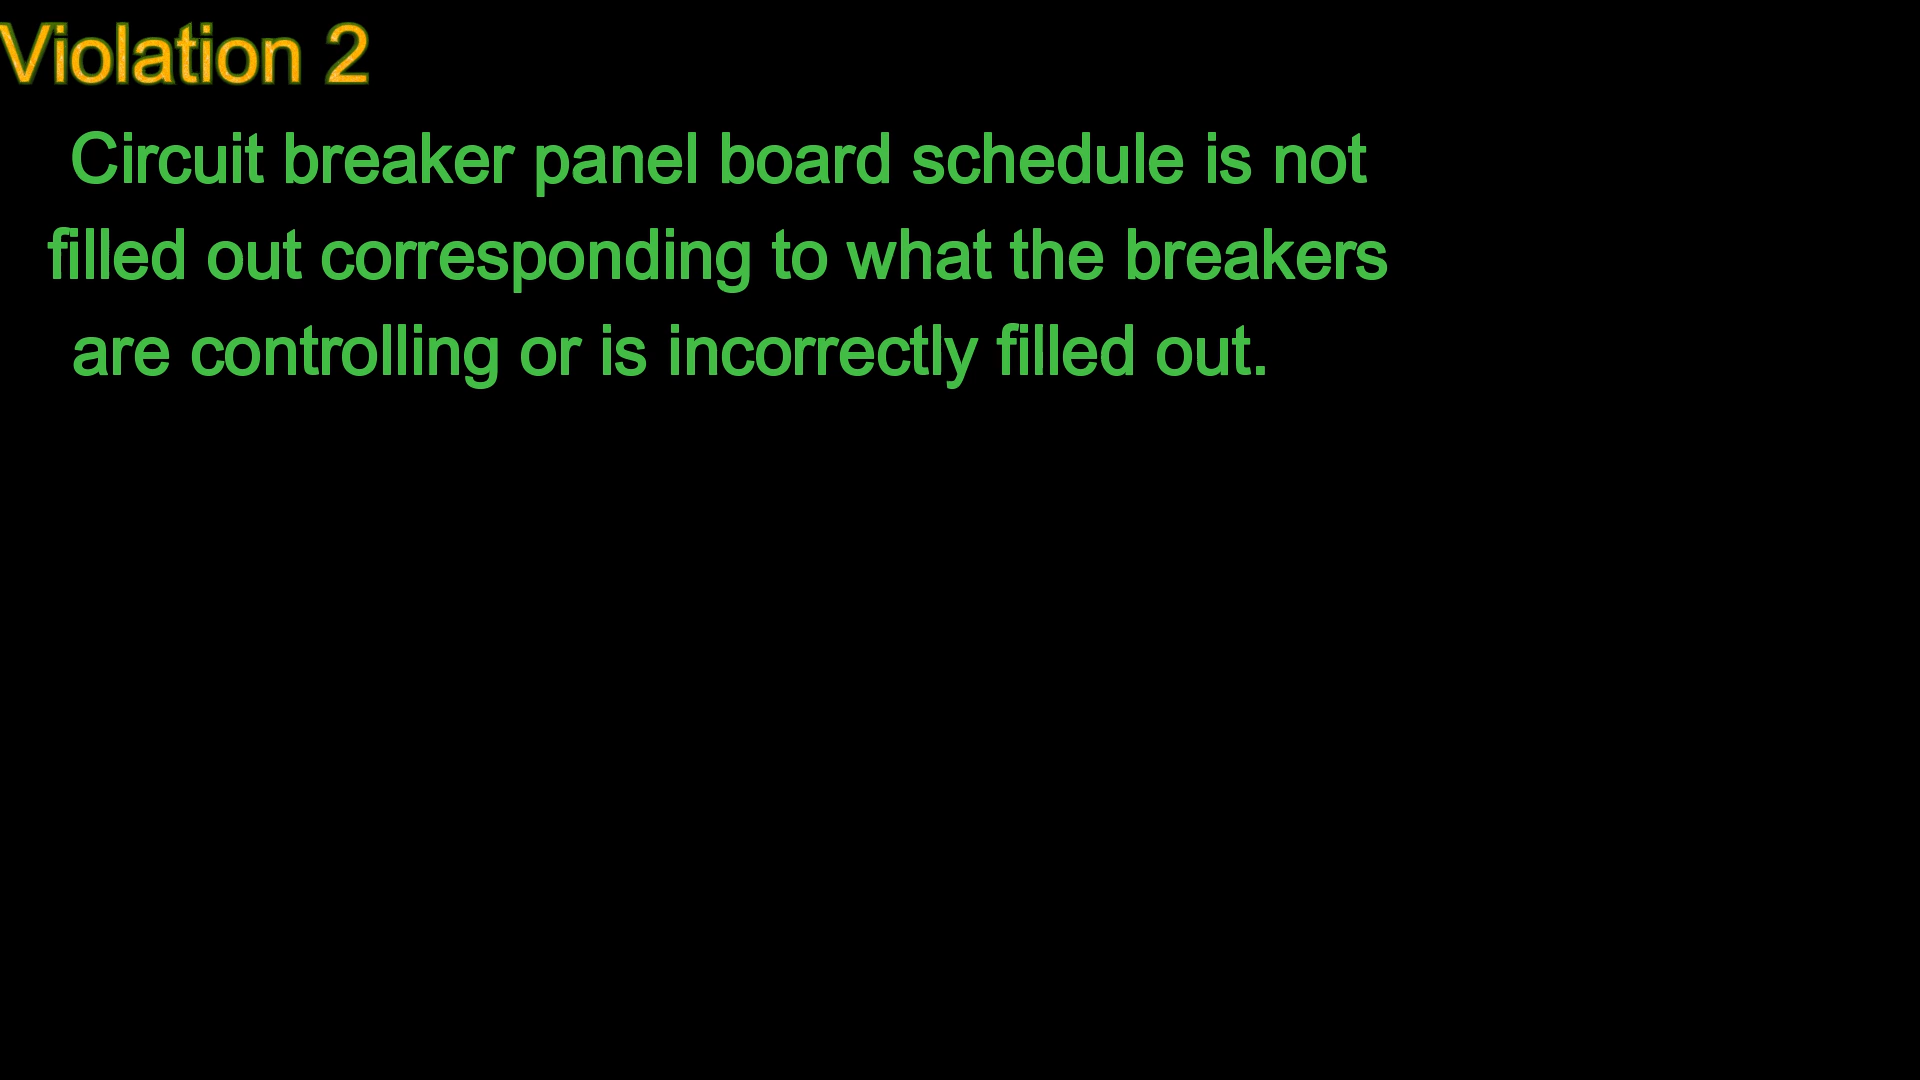 Violation 2
Circuit breaker panel board schedule is not
filled out corresponding to what the breakers
are controlling or is incorrectly filled out.